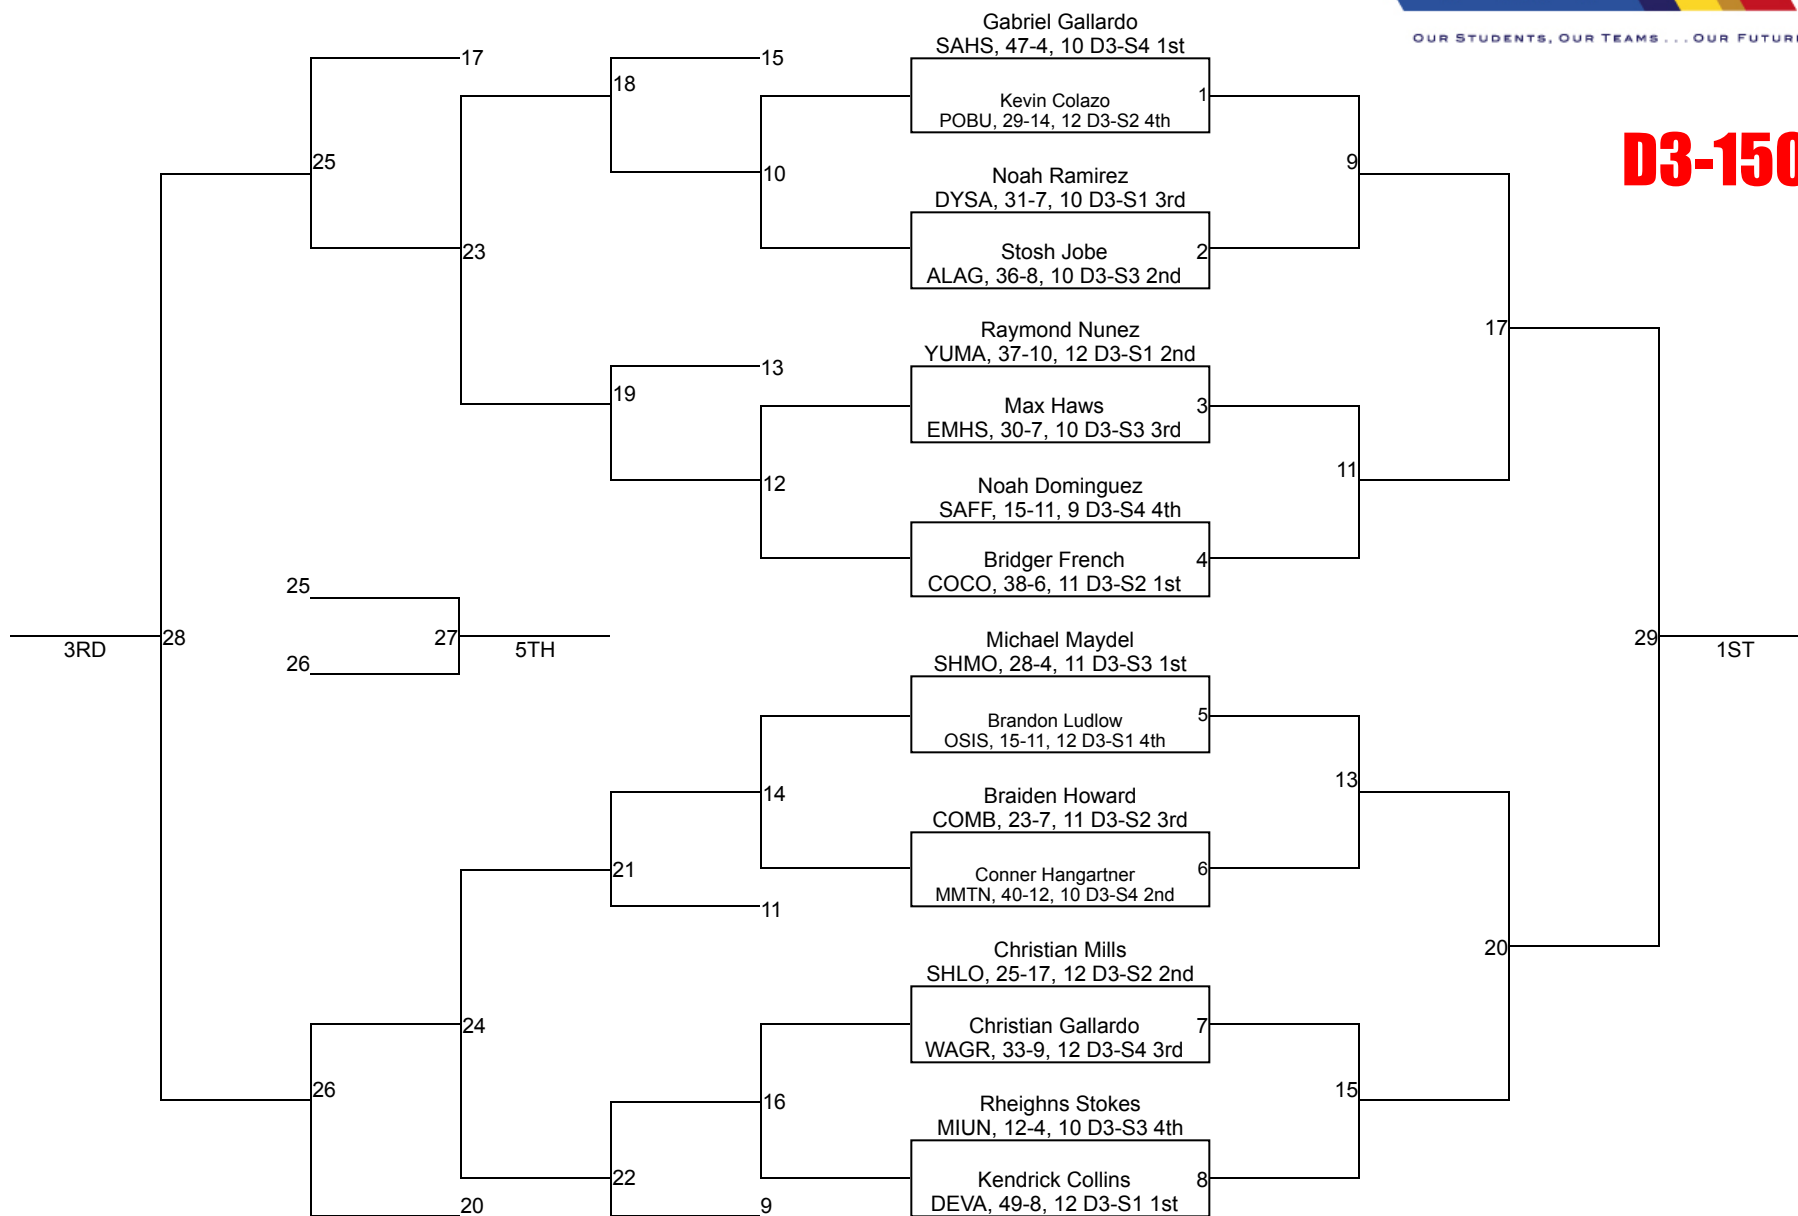 OUR STUDENTS, OUR TEAMS...OUR FUTURE
D3-150
Gabriel Gallardo
SAHS, 47-4, 10 D3-S4 1st
Kevin Colazo
POBU, 29-14, 12 D3-S2 4th
1
Noah Ramirez
DYSA, 31-7, 10 D3-S1 3rd
Stosh Jobe
ALAG, 36-8, 10 D3-S3 2nd
2
Raymond Nunez
YUMA, 37-10, 12 D3-S1 2nd
Max Haws
EMHS, 30-7, 10 D3-S3 3rd
3
Noah Dominguez
SAFF, 15-11, 9 D3-S4 4th
Bridger French
COCO, 38-6, 11 D3-S2 1st
4
Michael Maydel
SHMO, 28-4, 11 D3-S3 1st
Brandon Ludlow
OSIS, 15-11, 12 D3-S1 4th
5
Braiden Howard
COMB, 23-7, 11 D3-S2 3rd
Conner Hangartner
MMTN, 40-12, 10 D3-S4 2nd
6
Christian Mills
SHLO, 25-17, 12 D3-S2 2nd
Christian Gallardo
WAGR, 33-9, 12 D3-S4 3rd
7
Rheighns Stokes
MIUN, 12-4, 10 D3-S3 4th
Kendrick Collins
DEVA, 49-8, 12 D3-S1 1st
8
9
11
13
15
17
20
29
1ST
15
10
13
12
14
11
16
9
18
19
21
22
17
23
24
20
25
26
25
26
27
5TH
28
3RD